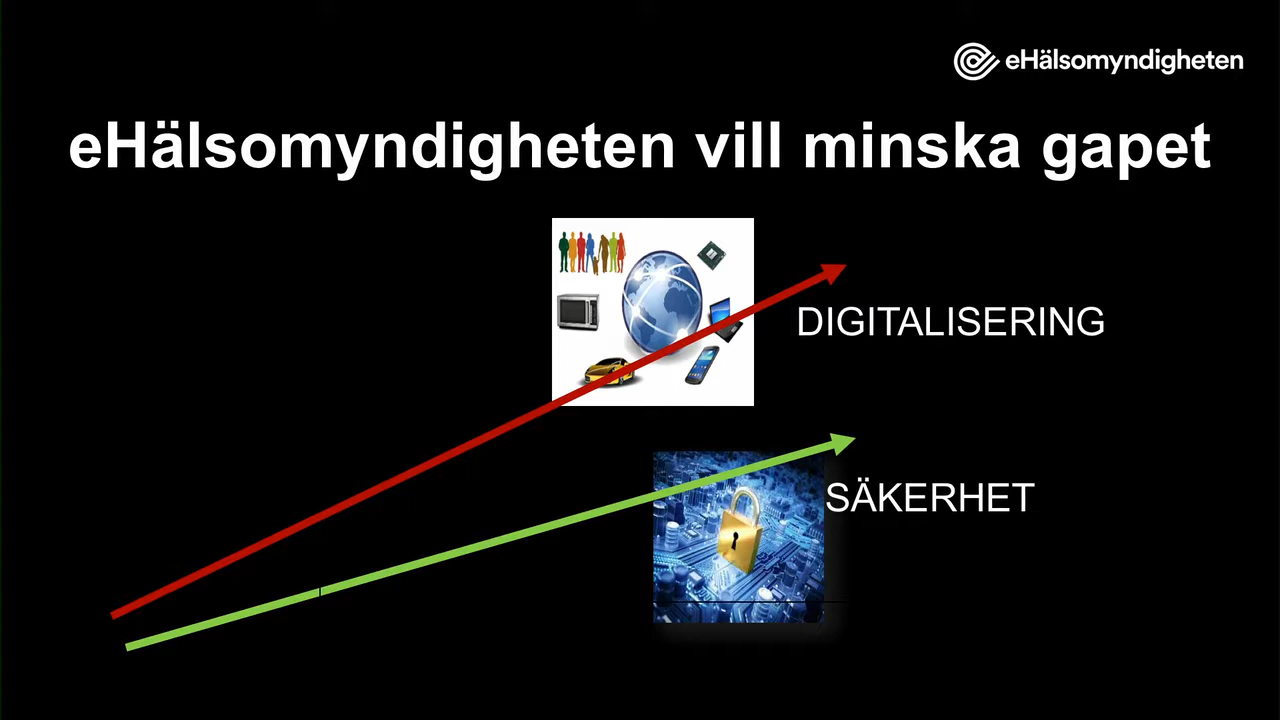 eHälsomyndigheten
eHälsomyndigheten vill minska gapet
DIGITALISERING
SÄKERHET